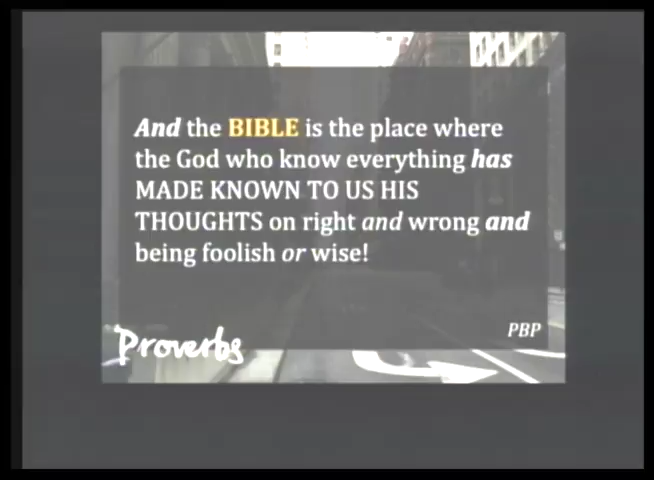 And the BIBLE is the place where
the God who know everything has
MADE KNOWN TO US HIS
THOUGHTS on right and wrong and
being foolish or wise!
PBP
Proverbs